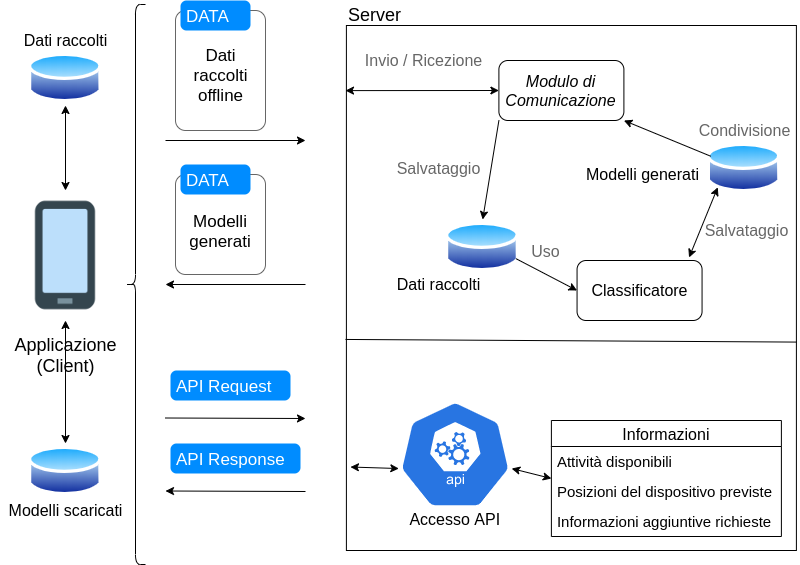 Dati raccolti
Applicazione
(Client)
Modelli scaricati
DATA
Dati
raccolti
offline
DATA
Modelli
generati
API Request
API Response
Server
Invio / Ricezione
Modulo di
Comunicazione
Condivisione
Modelli generati
Salvataggio
Salvataggio
Uso
Dati raccolti
Classificatore
api
Accesso API
Informazioni
Attività disponibili
Posizioni del dispositivo previste
Informazioni aggiuntive richieste